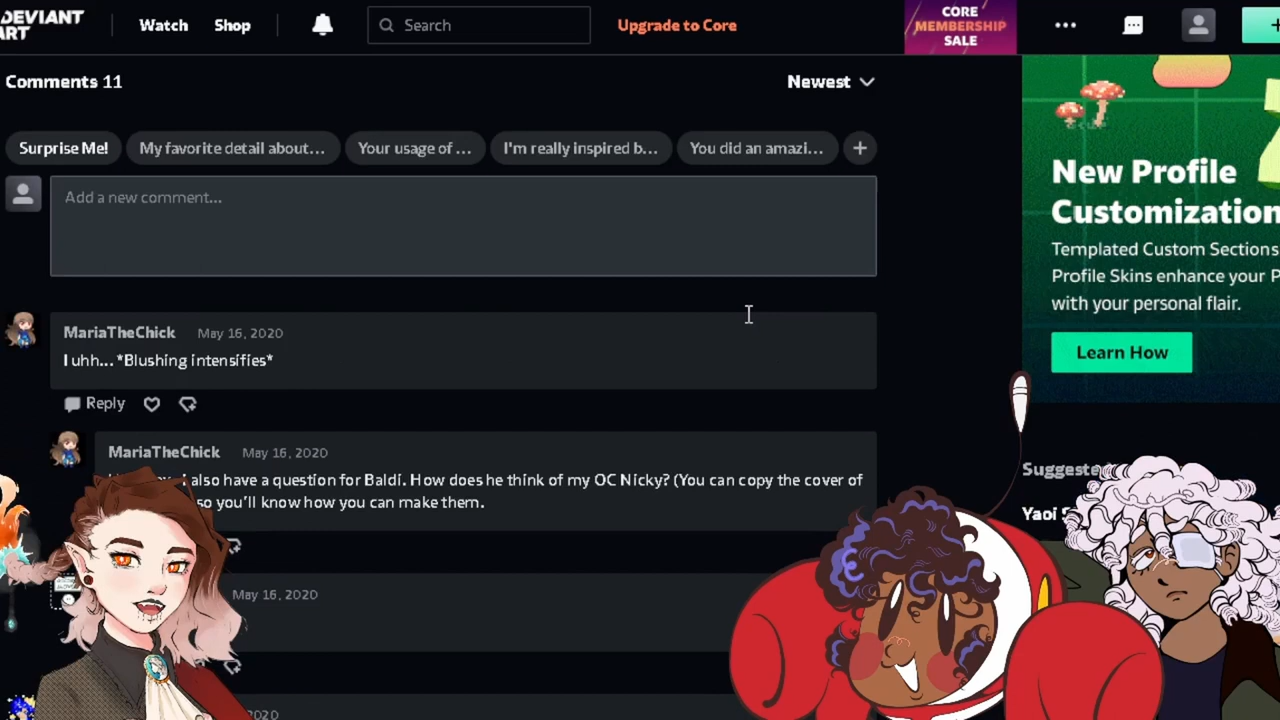 DEVIANT
ART
Watch
Shop
Search
Upgrade to Core
CORE
MEMBERSHIP
SALE
Comments 11
Newest
Surprise Me!
My favorite detail about...
Your usage of ...
I'm really inspired b...
You did an amazi...
Add a new comment...
MariaTheChick May 16, 2020
I uhh... *Blushing intensifies*
Reply
MariaTheChick May 16, 2020
I also have a question for Baldi. How does he think of my OC Nicky? (You can copy the cover of
so you'll know how you can make them.
May 16, 2020
2020
New Profile
Customization
Templated Custom Sections
Profile Skins enhance your P
with your personal flair.
Learn How
Suggeste
Yaoi